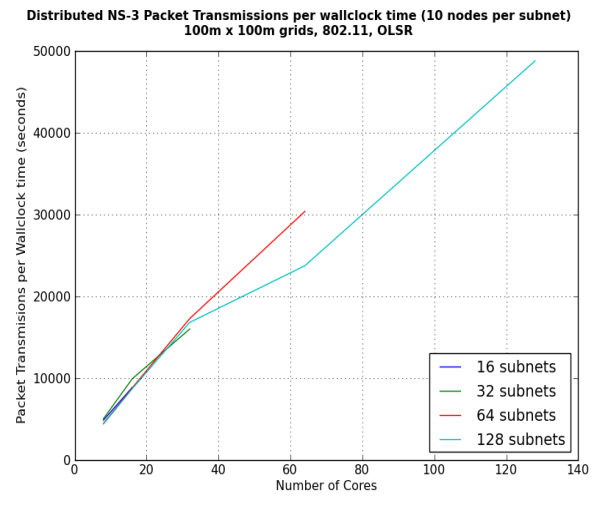 Distributed NS-3 Packet Transmissions per wallclock time (10 nodes per subnet)
100m x 100m grids, 802.11, OLSR
50000
40000
30000
20000
10000
0
Packet Transmisions per Wallclock time (seconds)
16 subnets
32 subnets
64 subnets
128 subnets
0 20 40 60 80 100 120 140
Number of Cores